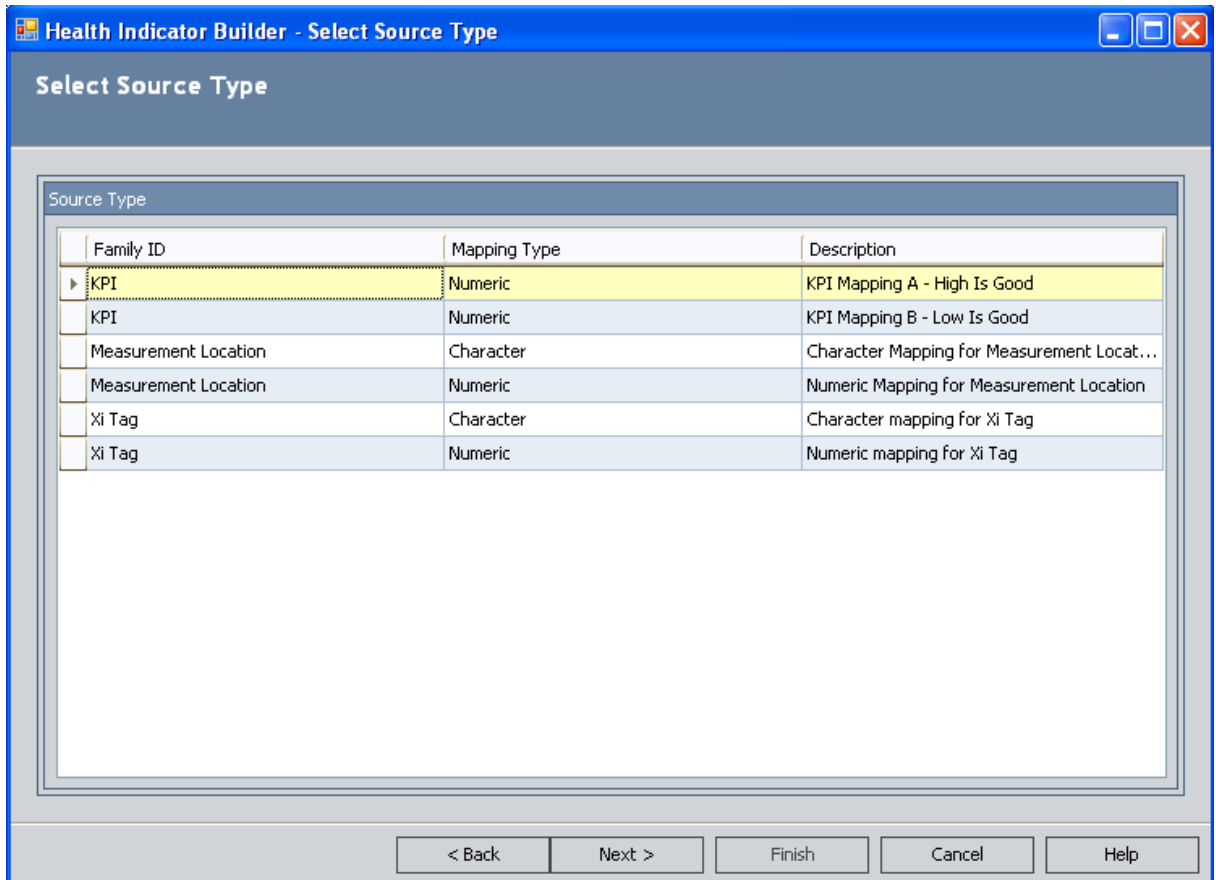 Health Indicator Builder - Select Source Type
Select Source Type
Source Type
Family ID Mapping Type Description
KPI Numeric KPI Mapping A - High Is Good
KPI Numeric KPI Mapping B - Low Is Good
Measurement Location Character Character Mapping for Measurement Locat...
Measurement Location Numeric Numeric Mapping for Measurement Location
Xi Tag Character Character mapping for Xi Tag
Xi Tag Numeric Numeric mapping for Xi Tag
< Back Next > Finish Cancel Help